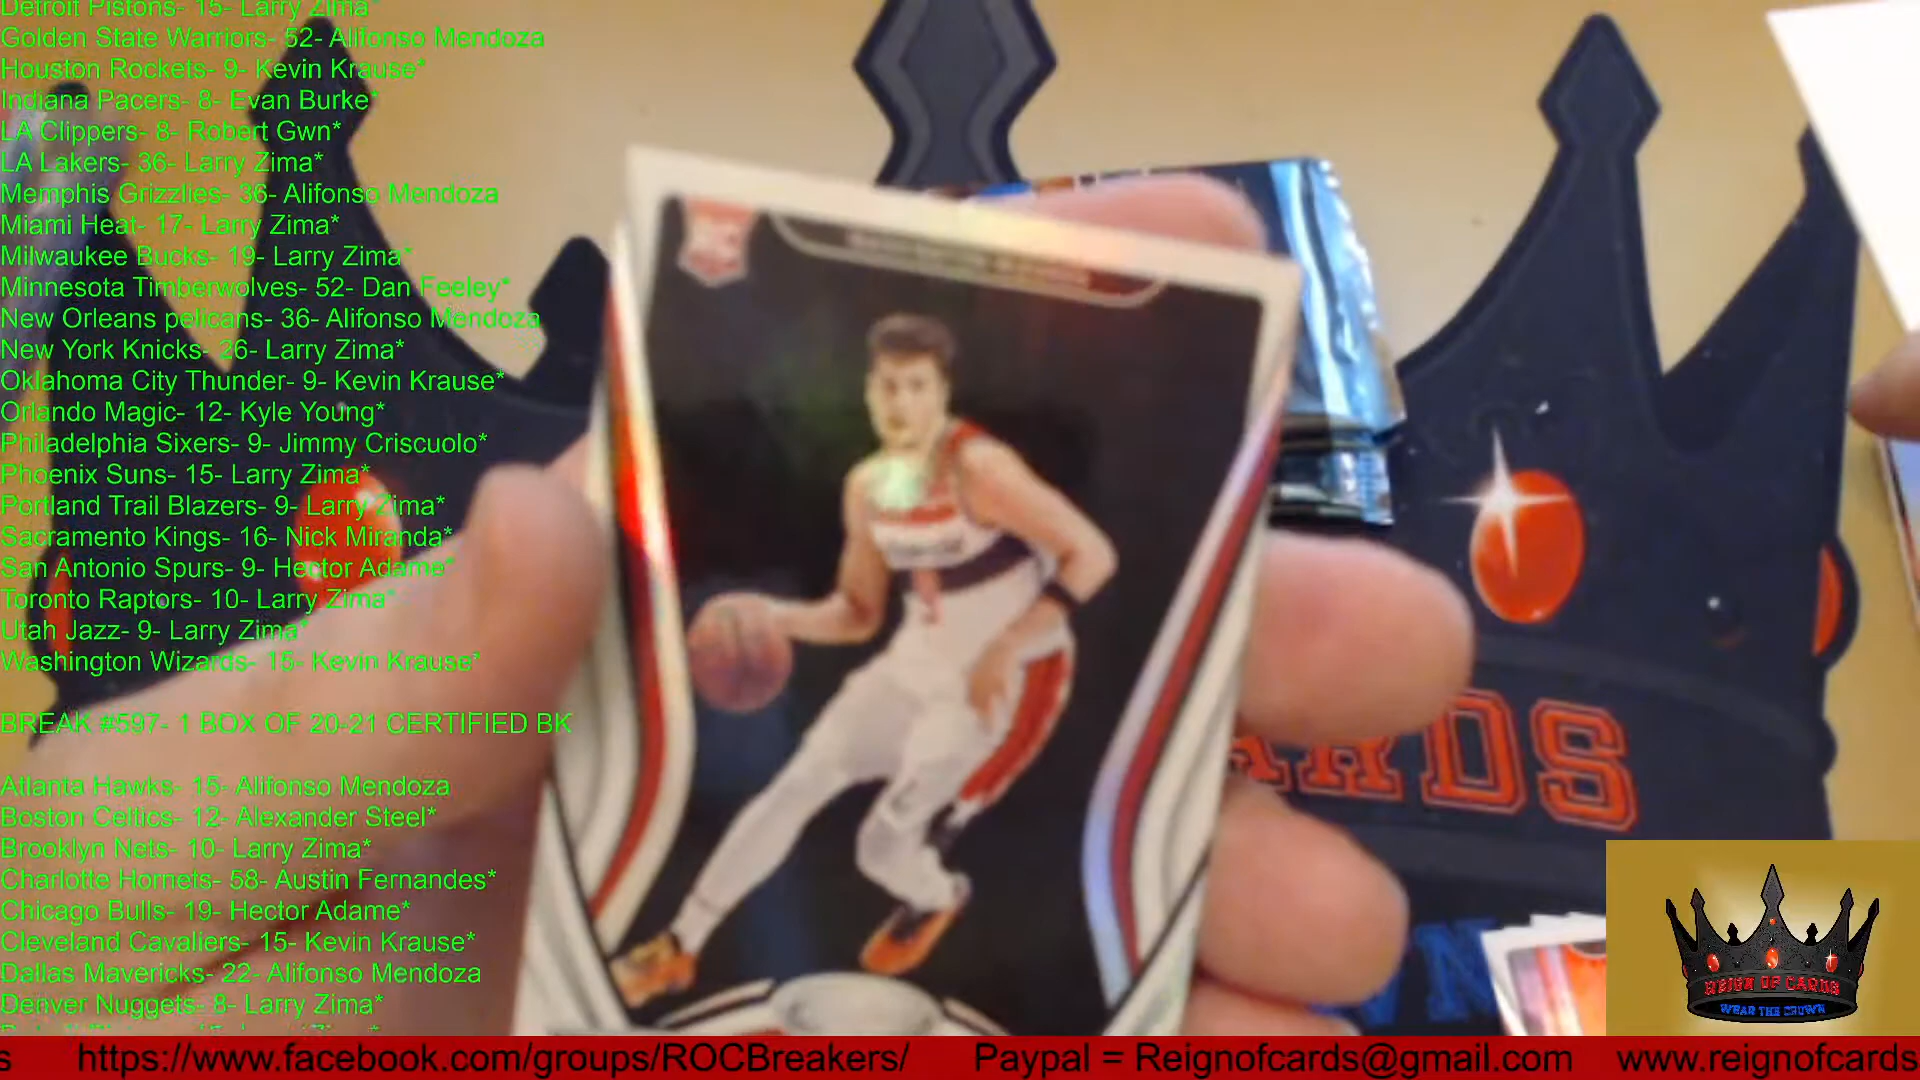 Detroit Pistons- 15- Larry Zima*
Golden State Warriors- 52- Alifonso Mendoza
Houston Rockets- 9- Kevin Krause*
Indiana Pacers- 8- Evan Burke*
LA Clippers- 8- Robert Gwn*
LA Lakers- 36- Larry Zima*
Memphis Grizzlies- 36- Alifonso Mendoza
Miami Heat- 17- Larry Zima*
Milwaukee Bucks- 19- Larry Zima*
Minnesota Timberwolves- 52- Dan Feeley*
New Orleans pelicans- 36- Alifonso Mendoza
New York Knicks- 26- Larry Zima*
Oklahoma City Thunder- 9- Kevin Krause*
Orlando Magic- 12- Kyle Young*
Philadelphia Sixers- 9- Jimmy Criscuolo*
Phoenix Suns- 15- Larry Zima*
Portland Trail Blazers- 9- Larry Zima*
Sacramento Kings- 16- Nick Miranda*
San Antonio Spurs- 9- Hector Adame*
Toronto Raptors- 10- Larry Zima*
Utah Jazz- 9- Larry Zima*
Washington Wizards- 15- Kevin Krause*
BREAK #597- 1 BOX OF 20-21 CERTIFIED BK
Atlanta Hawks- 15- Alifonso Mendoza
Boston Celtics- 12- Alexander Steel*
Brooklyn Nets- 10- Larry Zima*
Charlotte Hornets- 58- Austin Fernandes*
Chicago Bulls- 19- Hector Adame*
Cleveland Cavaliers- 15- Kevin Krause*
Dallas Mavericks- 22- Alifonso Mendoza
Denver Nuggets- 8- Larry Zima*
RC
ARDS
REIGN OF CARDS
WEAR THE CROWN
s https://www.facebook.com/groups/ROCBreakers/ Paypal = Reignofcards@gmail.com www.reignofcards